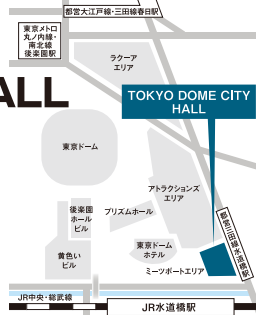 都営大江戸線・三田線春日駅
東京メトロ
丸ノ内線・
南北線
後楽園駅
ラクーア
エリア
ALL
TOKYO DOME CITY
HALL
東京ドーム
アトラクションズ
エリア
後楽園
ホール
ビル
プリズムホール
都営三田線水道橋駅
黄色い
ビル
東京ドーム
ホテル
ミーツポートエリア
JR中央・総武線
JR水道橋駅